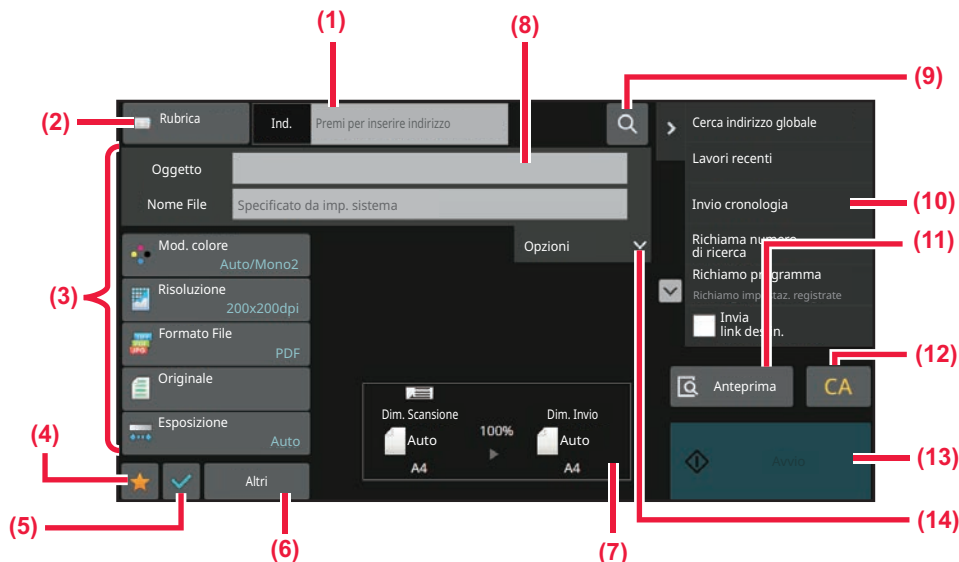 (1)
(8)
(9)
(2)
Rubrica
Ind.
Premi per inserire indirizzo
Cerca indirizzo globale
Oggetto
Lavori recenti
Nome File
Specificato da imp. sistema
Invio cronologia
(10)
Opzioni
Richiama numero
di ricerca
(11)
(3)
Mod. colore
Auto/Mono2
Richiamo programma
Richiamo impostaz. registrate
Risoluzione
200x200dpi
Invia
link destin.
Formato File
PDF
(12)
Originale
Anteprima
CA
Dim. Scansione
Auto
A4
100%
Dim. Invio
Auto
A4
Esposizione
Auto
(4)
Avvio
(13)
Altri
(5)
(6)
(7)
(14)